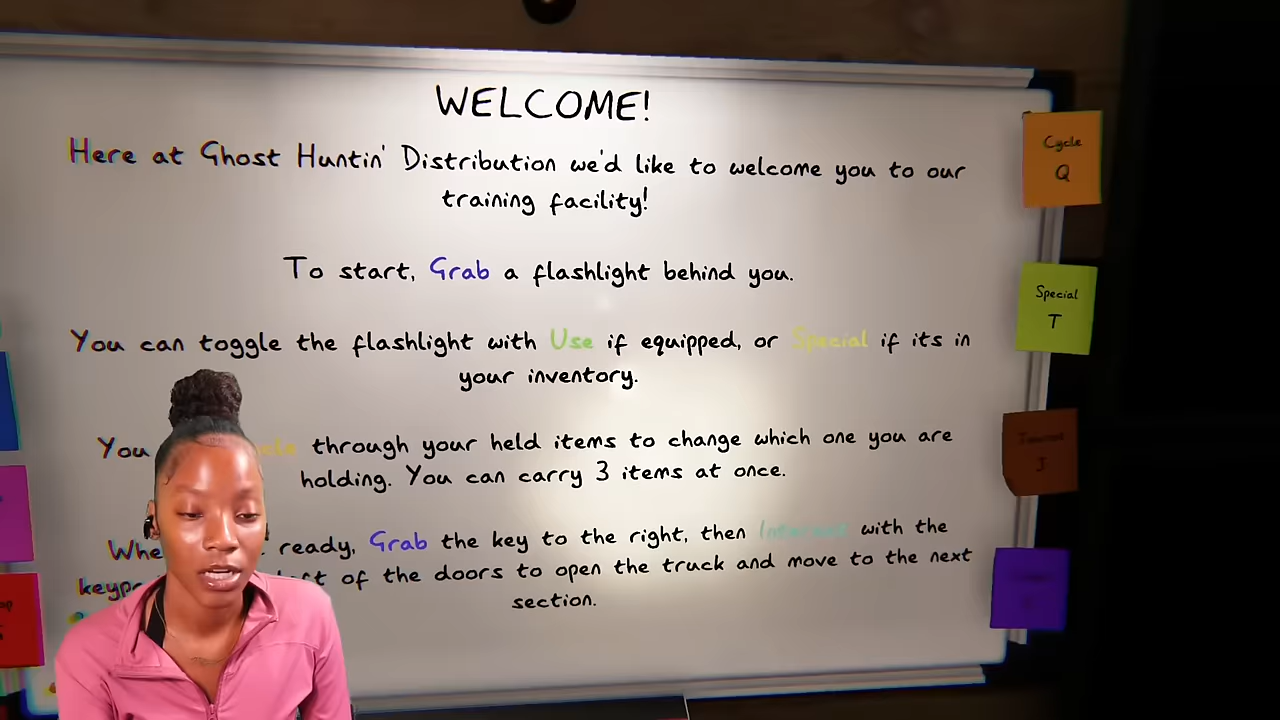 WELCOME!
Here at Ghost Huntin' Distribution we'd like to welcome you to our
training facility!
To start, Grab a flashlight behind you.
You can toggle the flashlight with Use if equipped, or Special if its in
your inventory.
You through your held items to change which one you are
holding. You can carry 3 items at once.
ready, Grab the key to the right, then Interact with the
of the doors to open the truck and move to the next
section.
Cycle
Q
Special
T
Journal
J